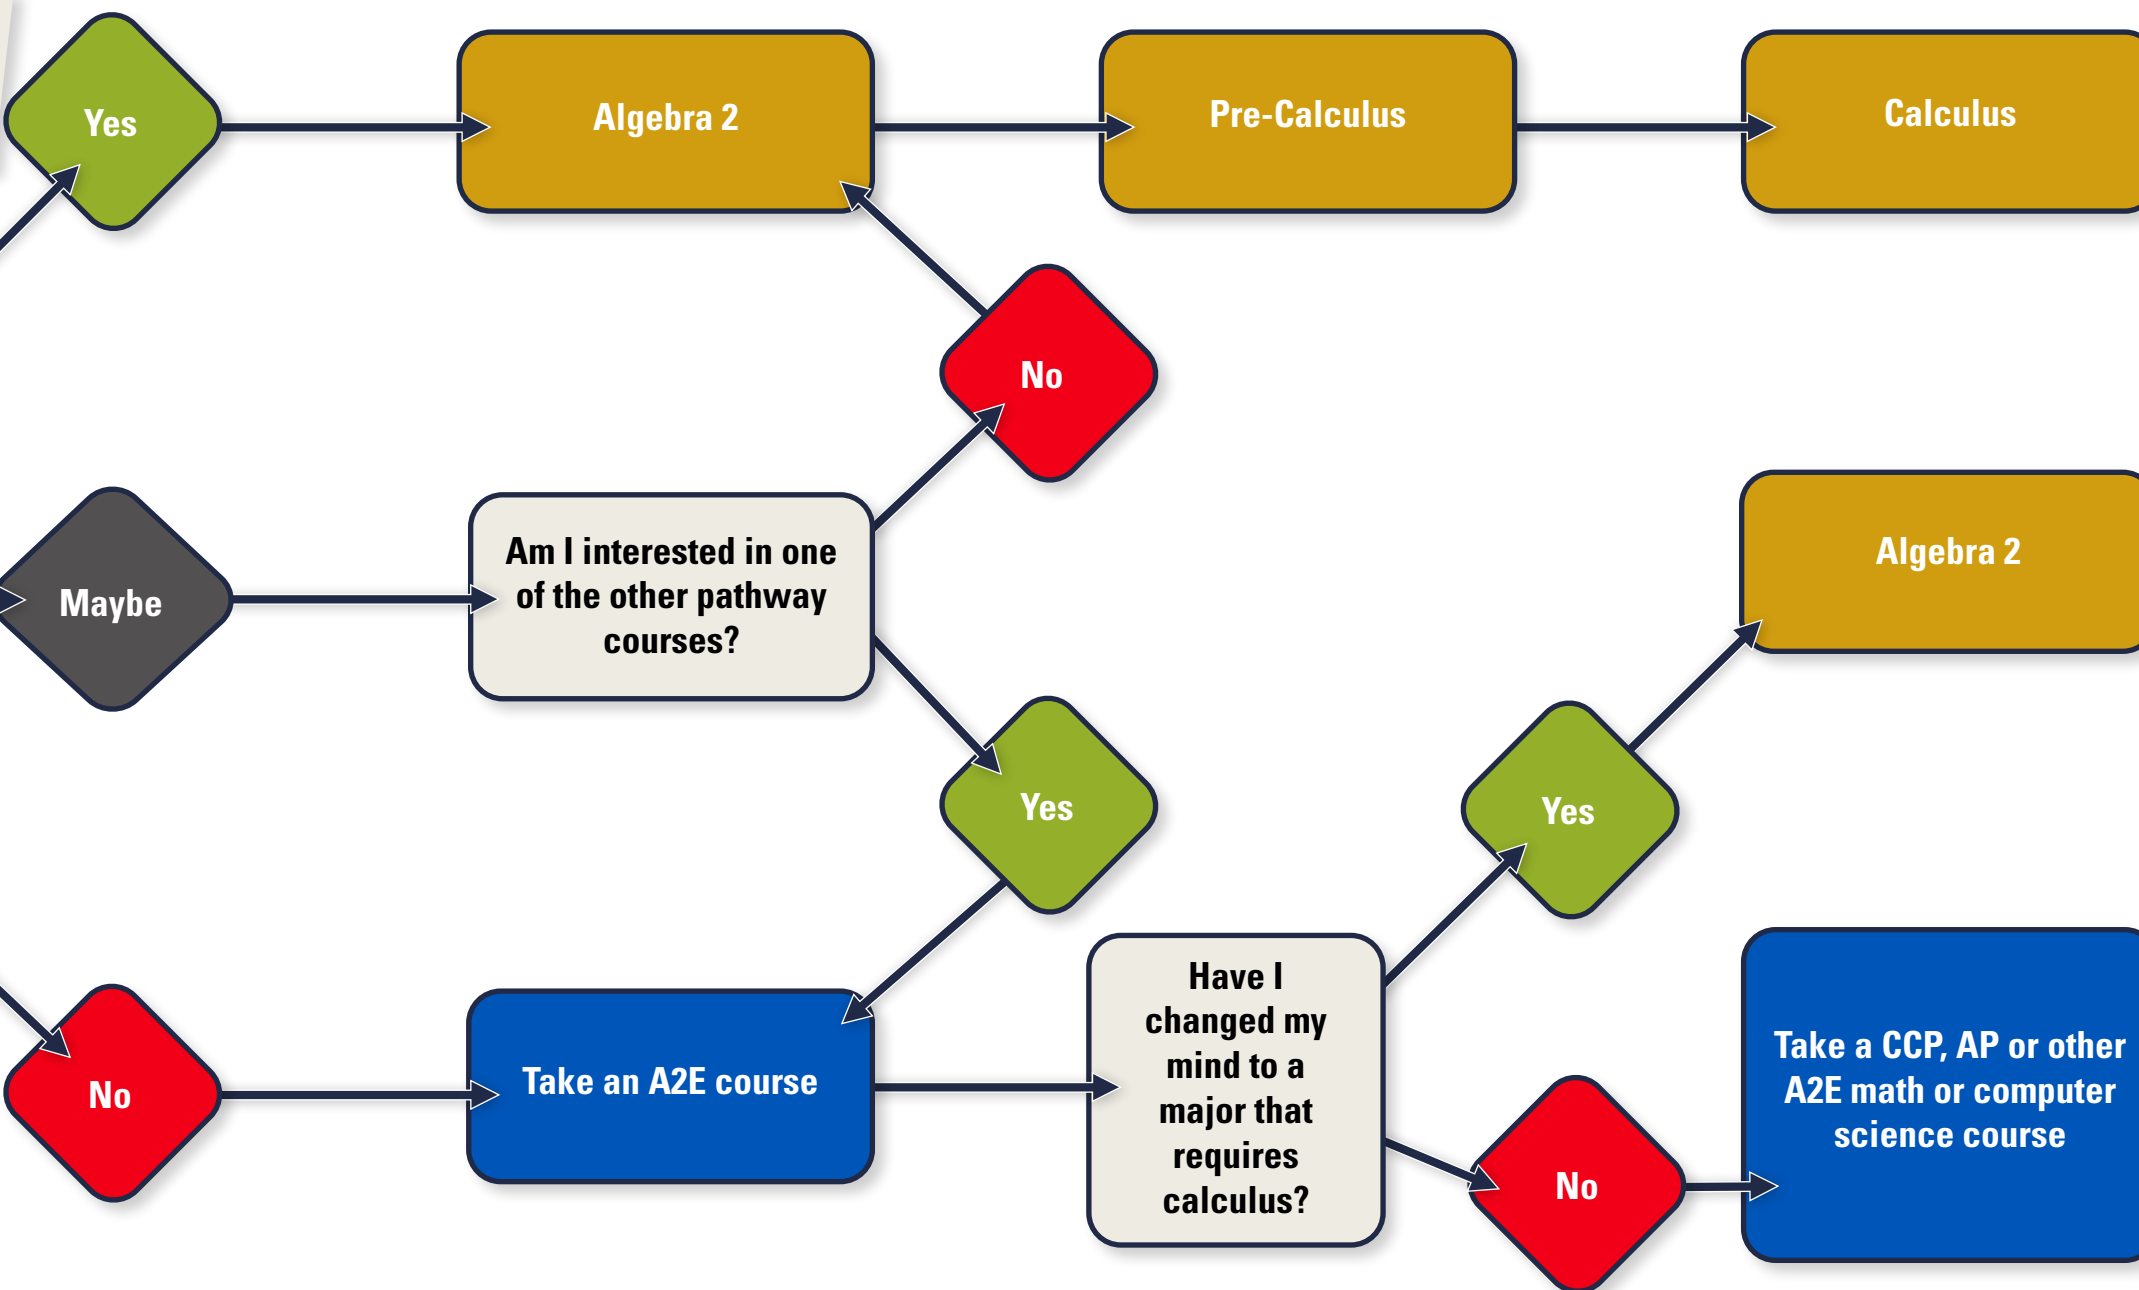 Yes
Algebra 2
Pre-Calculus
Calculus
No
Maybe
Am I interested in one
of the other pathway
courses?
Algebra 2
Yes
Yes
No
Take an A2E course
Have I
changed my
mind to a
major that
requires
calculus?
No
Take a CCP, AP or other
A2E math or computer
science course